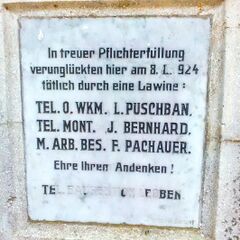 In treuer Pflichterfüllung
verunglückten hier am 8. I. 924
tötlich durch eine Lawine:
TEL. O. WKM. L. PUSCHBAN,
TEL. MONT. J. BERNHARD,
M. ARB. BES. F. PACHAUER.
Ehre Ihren Andenken!